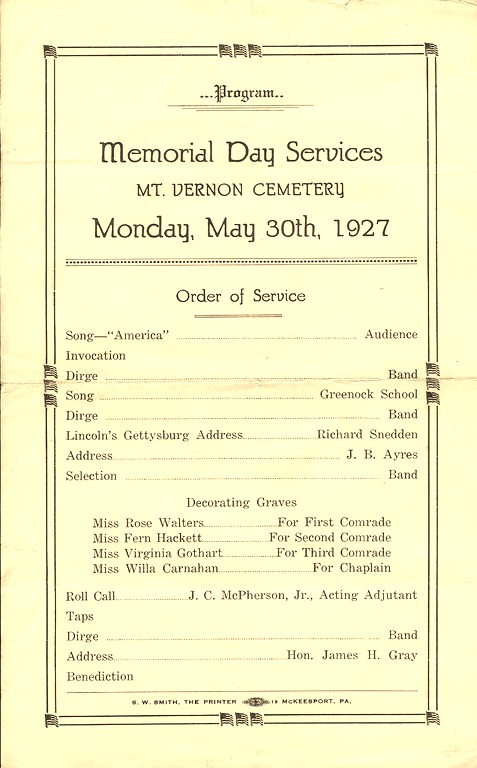 ...Program..
Memorial Day Services
MT. VERNON CEMETERY
Monday, May 30th, 1927
Order of Service
Song—"America" Audience
Invocation
Dirge Band
Song Greenock School
Dirge Band
Lincoln's Gettysburg Address Richard Snedden
Address J. B. Ayres
Selection Band
Decorating Graves
Miss Rose Walters For First Comrade
Miss Fern Hackett For Second Comrade
Miss Virginia Gothart For Third Comrade
Miss Willa Carnahan For Chaplain
Roll Call J. C. McPherson, Jr., Acting Adjutant
Taps
Dirge Band
Address Hon. James H. Gray
Benediction
S. W. SMITH, THE PRINTER McKEESPORT, PA.